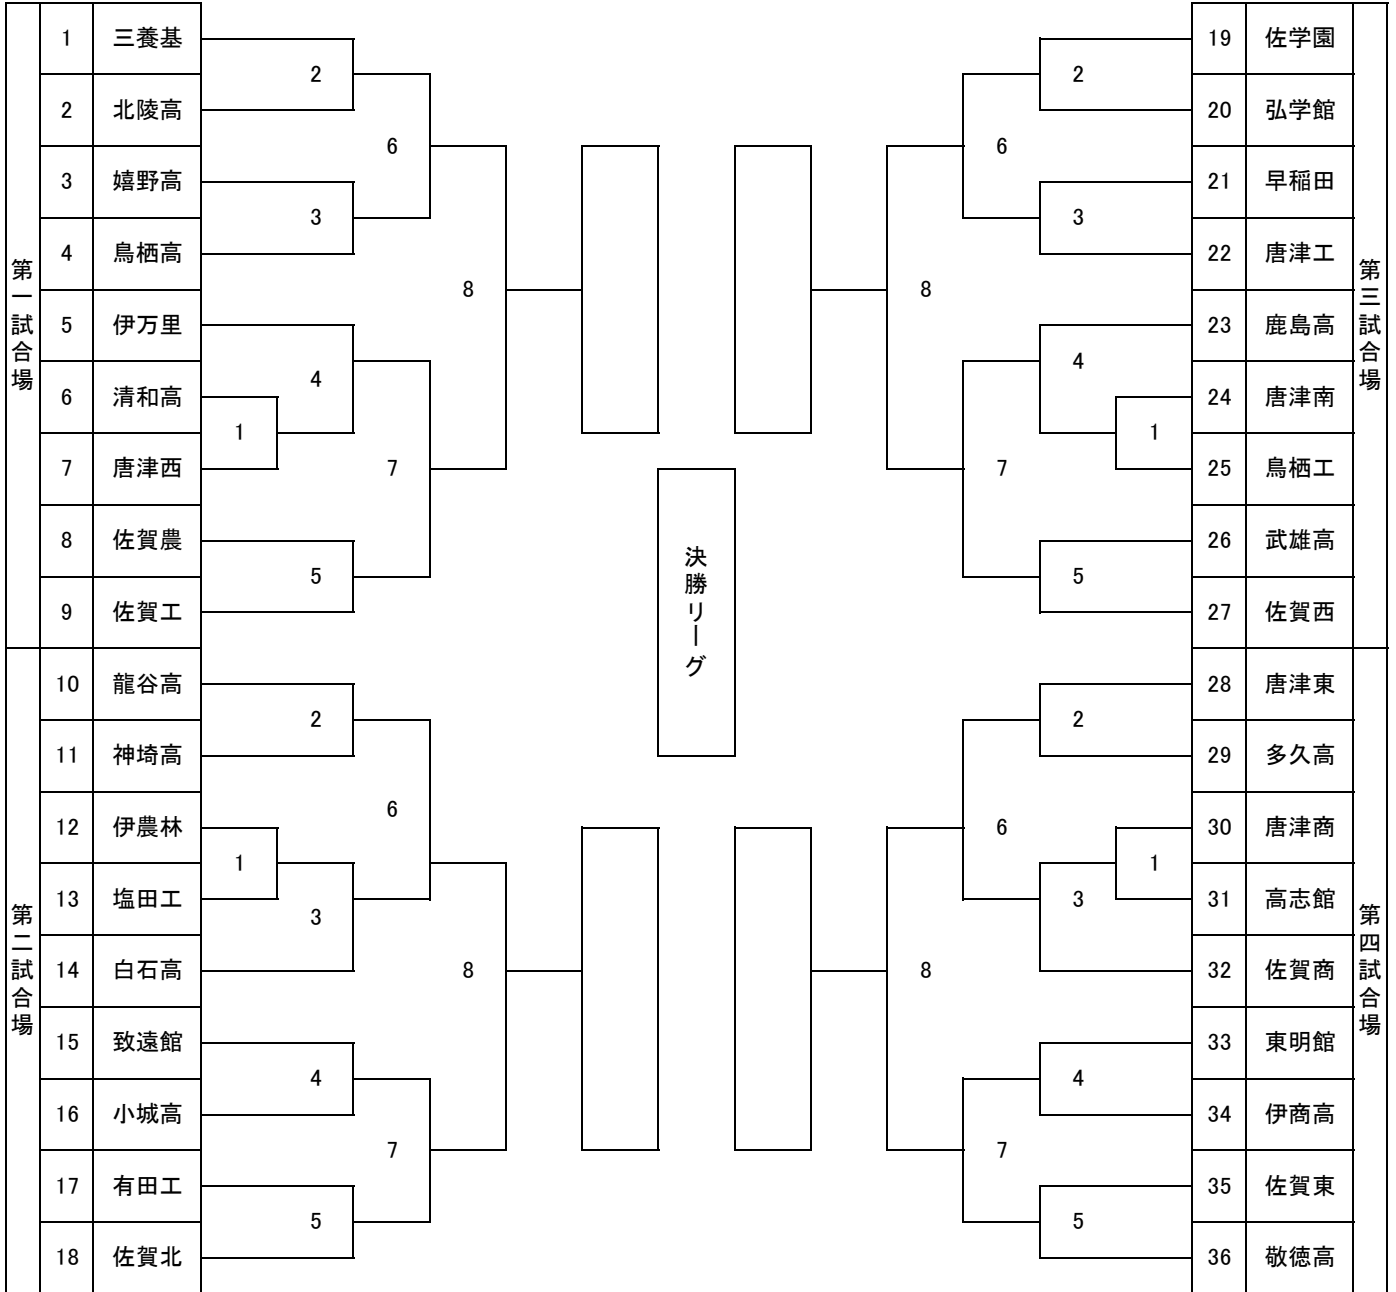 第一試合場
1 三養基
2 北陵高
3 嬉野高
4 鳥栖高
5 伊万里
6 清和高
7 唐津西
8 佐賀農
9 佐賀工
2
3
4
1
5
6
7
8
第二試合場
10 龍谷高
11 神埼高
12 伊農林
13 塩田工
14 白石高
15 致遠館
16 小城高
17 有田工
18 佐賀北
2
1
3
4
5
6
7
8
決勝リーグ
第三試合場
19 佐学園
20 弘学館
21 早稲田
22 唐津工
23 鹿島高
24 唐津南
25 鳥栖工
26 武雄高
27 佐賀西
2
3
4
1
5
6
7
8
第四試合場
28 唐津東
29 多久高
30 唐津商
31 高志館
32 佐賀商
33 東明館
34 伊商高
35 佐賀東
36 敬徳高
2
1
3
4
5
6
7
8